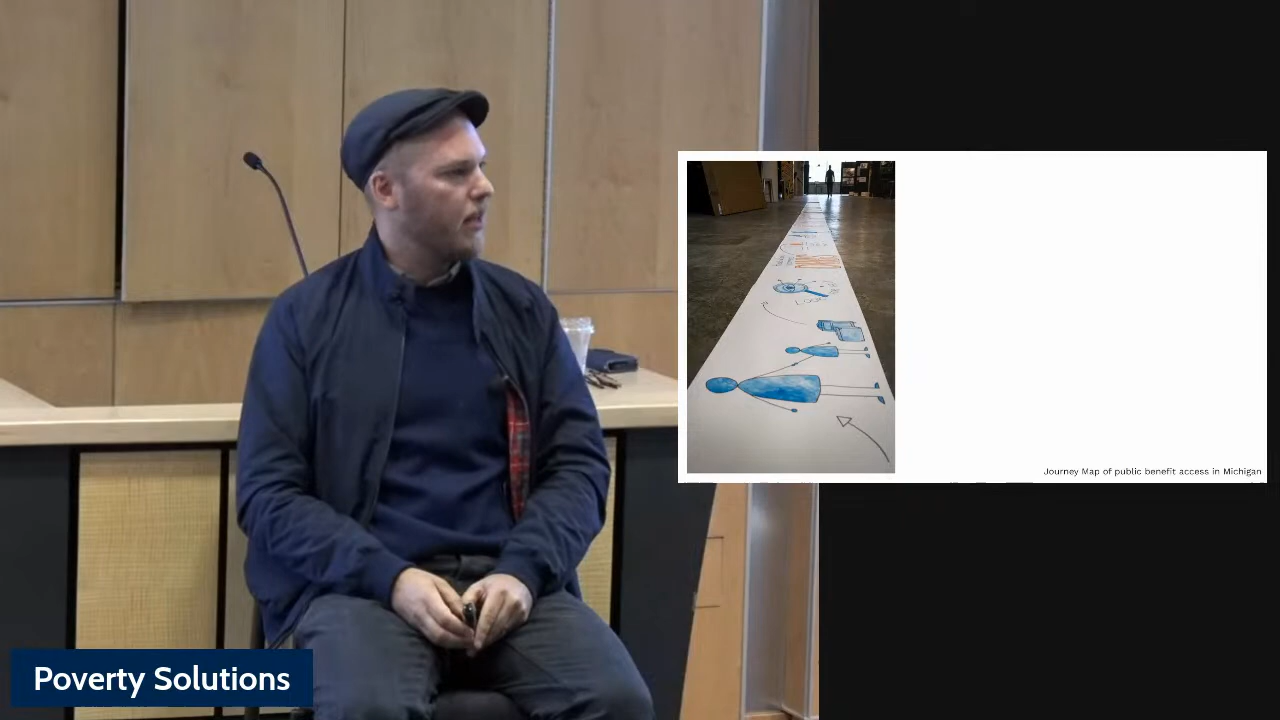 Journey Map of public benefit access in Michigan
Poverty Solutions